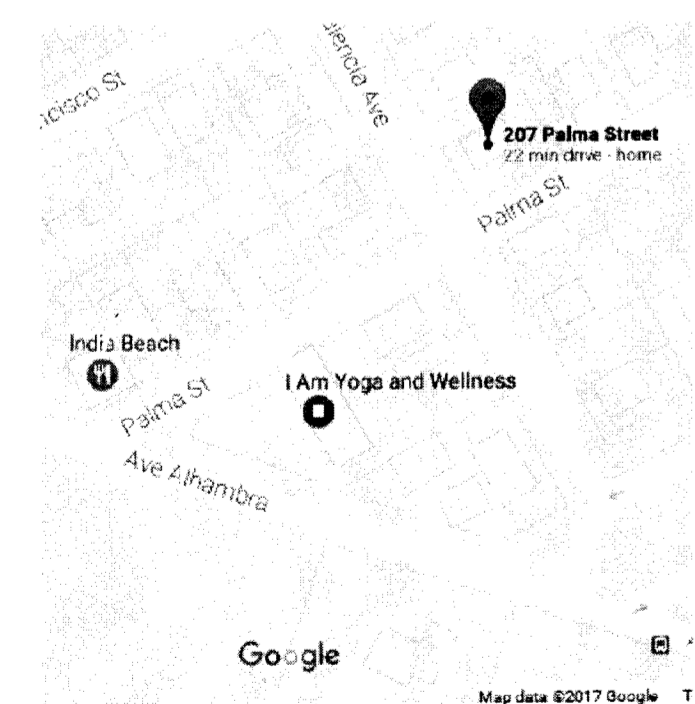 207 Palma Street
22 min drive - home
Palma St
India Beach
I Am Yoga and Wellness
Palma St
Ave Alhambra
Google
Map data ©2017 Google